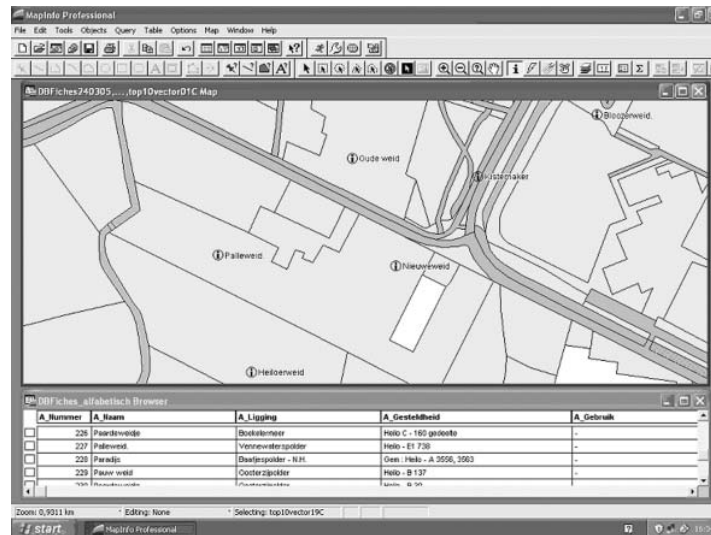 MapInfo Professional
File Edit Tools Objects Query Table Options Map Window Help
DBFiches240305,...,top10vector01C Map
Bloozerweid.
Oude weid
Kistemaker
Palleweid.
Nieuweweid
Heiloerweid
DBFiches_alfabetisch Browser
A_Nummer A_Naam A_Ligging A_Gesteldheid A_Gebruik
226 Paardeweidje Boekelermeer Heilo C - 160 gedeelte -
227 Palleweid. Vennewaterspolder Heilo - E1 738 -
228 Paradijs Baafjespolder - N.H. Gem : Heilo - A 3556, 3563 -
229 Pauw weid Oosterzijpolder Heilo - B 137 -
Zoom: 0,9311 km Editing: None Selecting: top10vector19C
start MapInfo Professional